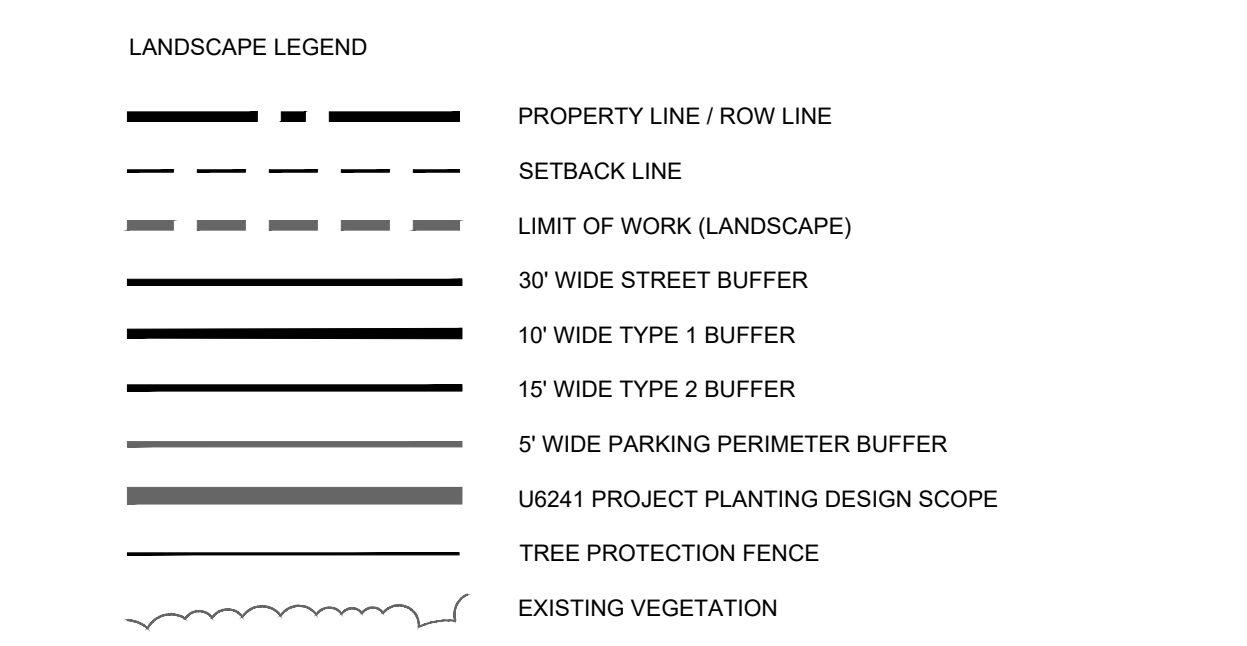 LANDSCAPE LEGEND
PROPERTY LINE / ROW LINE
SETBACK LINE
LIMIT OF WORK (LANDSCAPE)
30' WIDE STREET BUFFER
10' WIDE TYPE 1 BUFFER
15' WIDE TYPE 2 BUFFER
5' WIDE PARKING PERIMETER BUFFER
U6241 PROJECT PLANTING DESIGN SCOPE
TREE PROTECTION FENCE
EXISTING VEGETATION